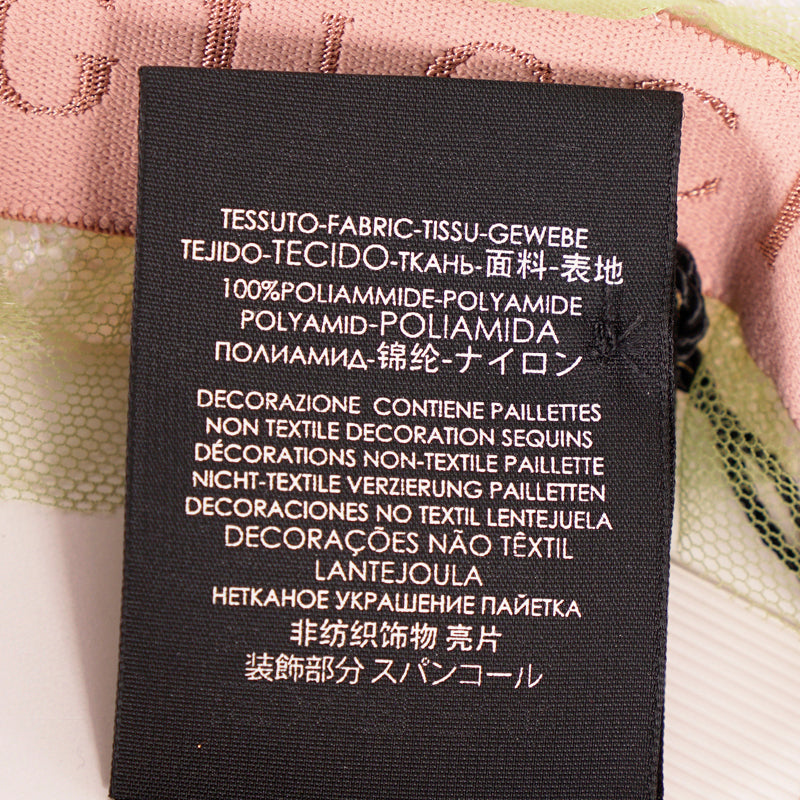 GUCC
TESSUTO-FABRIC-TISSU-GEWEBE
TEJIDO-TECIDO-ТКАНЬ-面料-表地
100%POLIAMMIDE-POLYAMIDE
POLYAMID-POLIAMIDA
ПОЛИАМИД-锦纶-ナイロン
DECORAZIONE CONTIENE PAILLETTES
NON TEXTILE DECORATION SEQUINS
DÉCORATIONS NON-TEXTILE PAILLETTE
NICHT-TEXTILE VERZIERUNG PAILLETTEN
DECORACIONES NO TEXTIL LENTEJUELA
DECORAÇÕES NÃO TÊXTIL
LANTEJOULA
НЕТКАНОЕ УКРАШЕНИЕ ПАЙЕТКА
非纺织饰物 亮片
装飾部分 スパンコール